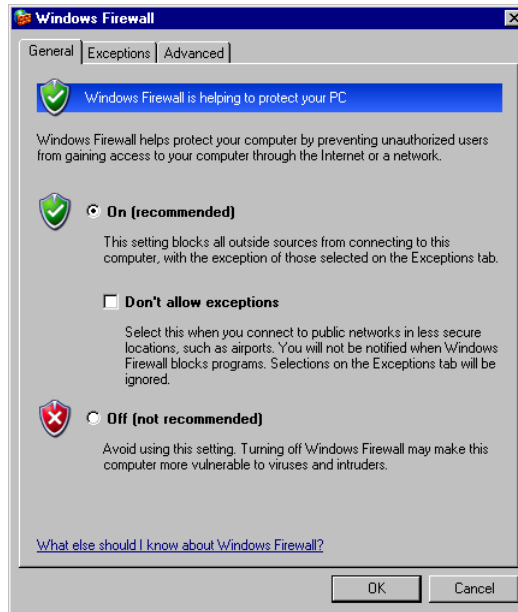 Windows Firewall
General Exceptions Advanced
Windows Firewall is helping to protect your PC
Windows Firewall helps protect your computer by preventing unauthorized users
from gaining access to your computer through the Internet or a network.
On (recommended)
This setting blocks all outside sources from connecting to this
computer, with the exception of those selected on the Exceptions tab.
Don't allow exceptions
Select this when you connect to public networks in less secure
locations, such as airports. You will not be notified when Windows
Firewall blocks programs. Selections on the Exceptions tab will be
ignored.
Off (not recommended)
Avoid using this setting. Turning off Windows Firewall may make this
computer more vulnerable to viruses and intruders.
What else should I know about Windows Firewall?
OK Cancel